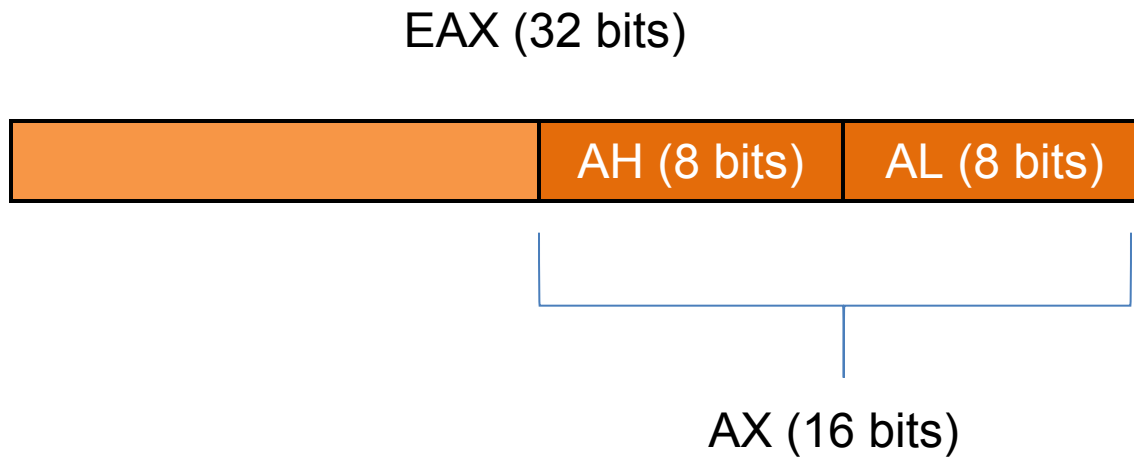 EAX (32 bits)
AH (8 bits) AL (8 bits)
AX (16 bits)